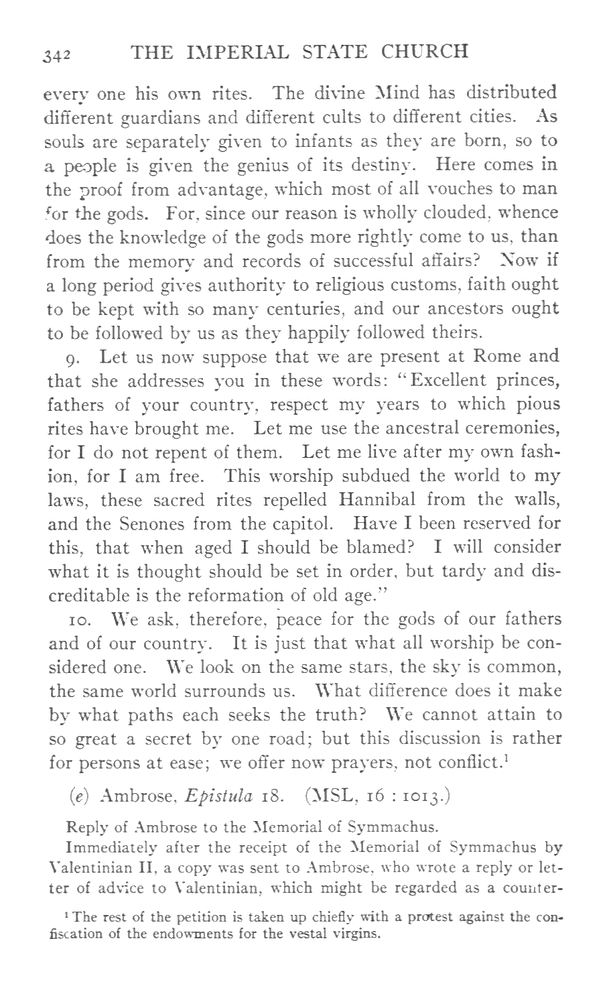 342 THE IMPERIAL STATE CHURCH
every one his own rites. The divine Mind has distributed
different guardians and different cults to different cities. As
souls are separately given to infants as they are born, so to
a people is given the genius of its destiny. Here comes in
the proof from advantage, which most of all vouches to man
for the gods. For, since our reason is wholly clouded, whence
does the knowledge of the gods more rightly come to us, than
from the memory and records of successful affairs? Now if
a long period gives authority to religious customs, faith ought
to be kept with so many centuries, and our ancestors ought
to be followed by us as they happily followed theirs.
9. Let us now suppose that we are present at Rome and
that she addresses you in these words: “Excellent princes,
fathers of your country, respect my years to which pious
rites have brought me. Let me use the ancestral ceremonies,
for I do not repent of them. Let me live after my own fash-
ion, for I am free. This worship subdued the world to my
laws, these sacred rites repelled Hannibal from the walls,
and the Senones from the capitol. Have I been reserved for
this, that when aged I should be blamed? I will consider
what it is thought should be set in order, but tardy and dis-
creditable is the reformation of old age.”
10. We ask, therefore, peace for the gods of our fathers
and of our country. It is just that what all worship be con-
sidered one. We look on the same stars, the sky is common,
the same world surrounds us. What difference does it make
by what paths each seeks the truth? We cannot attain to
so great a secret by one road; but this discussion is rather
for persons at ease; we offer now prayers, not conflict.¹
(e) Ambrose, Epistula 18. (MSL, 16 : 1013.)
Reply of Ambrose to the Memorial of Symmachus.
Immediately after the receipt of the Memorial of Symmachus by
Valentinian II, a copy was sent to Ambrose, who wrote a reply or let-
ter of advice to Valentinian, which might be regarded as a counter-
¹ The rest of the petition is taken up chiefly with a protest against the con-
fiscation of the endowments for the vestal virgins.